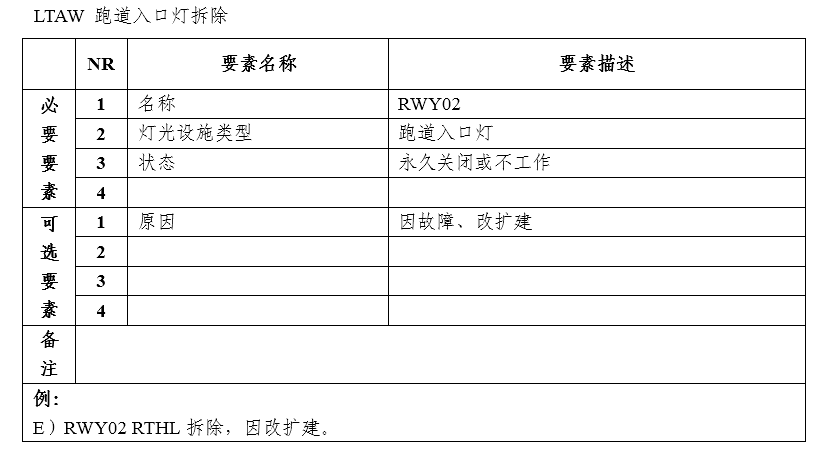 LTAW 跑道入口灯拆除
NR 要素名称 要素描述
必要要素
1 名称 RWY02
2 灯光设施类型 跑道入口灯
3 状态 永久关闭或不工作
4
可选要素
1 原因 因故障、改扩建
2
3
4
备注
例：
E）RWY02 RTHL 拆除，因改扩建。